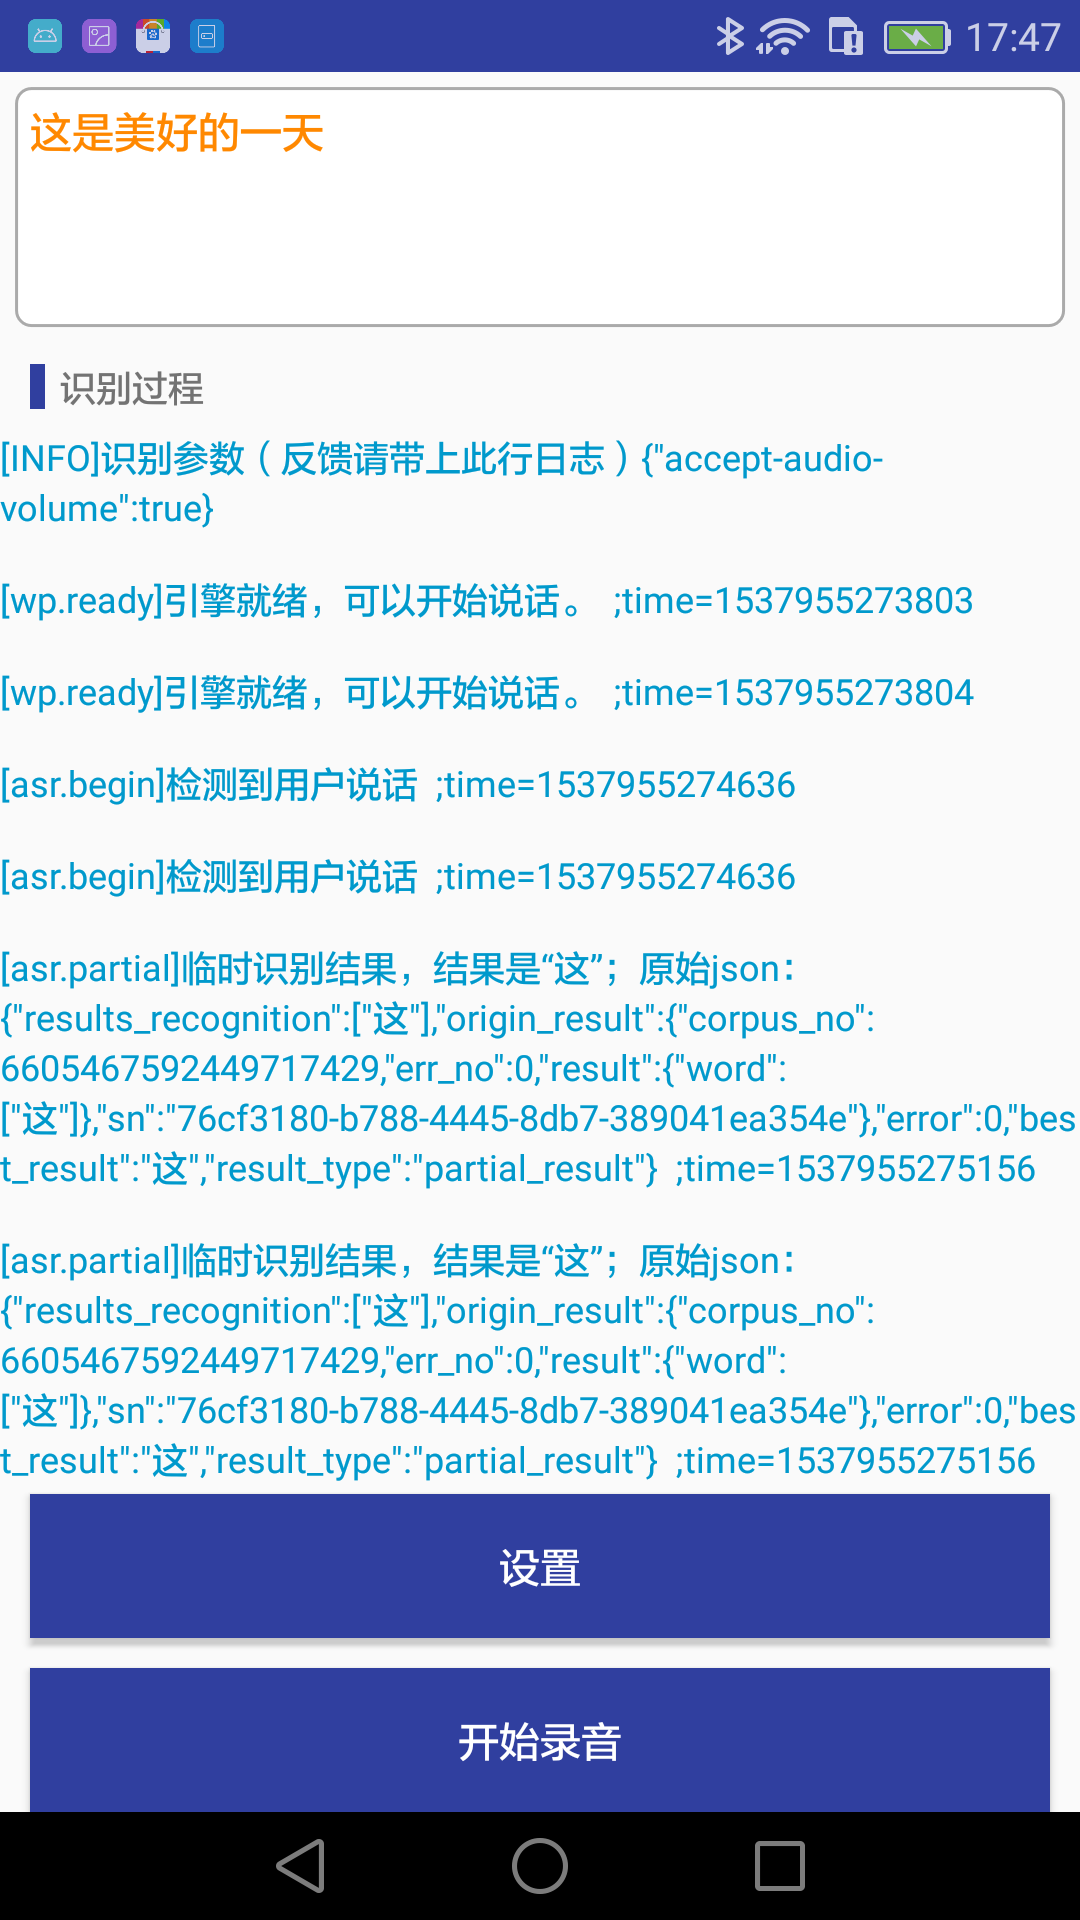 17:47
这是美好的一天
识别过程
[INFO]识别参数（反馈请带上此行日志）{"accept-audio-
volume":true}
[wp.ready]引擎就绪，可以开始说话。 ;time=1537955273803
[wp.ready]引擎就绪，可以开始说话。 ;time=1537955273804
[asr.begin]检测到用户说话 ;time=1537955274636
[asr.begin]检测到用户说话 ;time=1537955274636
[asr.partial]临时识别结果，结果是“这”；原始json：
{"results_recognition":["这"],"origin_result":{"corpus_no":
6605467592449717429,"err_no":0,"result":{"word":
["这"]},"sn":"76cf3180-b788-4445-8db7-389041ea354e"},"error":0,"bes
t_result":"这","result_type":"partial_result"} ;time=1537955275156
[asr.partial]临时识别结果，结果是“这”；原始json：
{"results_recognition":["这"],"origin_result":{"corpus_no":
6605467592449717429,"err_no":0,"result":{"word":
["这"]},"sn":"76cf3180-b788-4445-8db7-389041ea354e"},"error":0,"bes
t_result":"这","result_type":"partial_result"} ;time=1537955275156
设置
开始录音